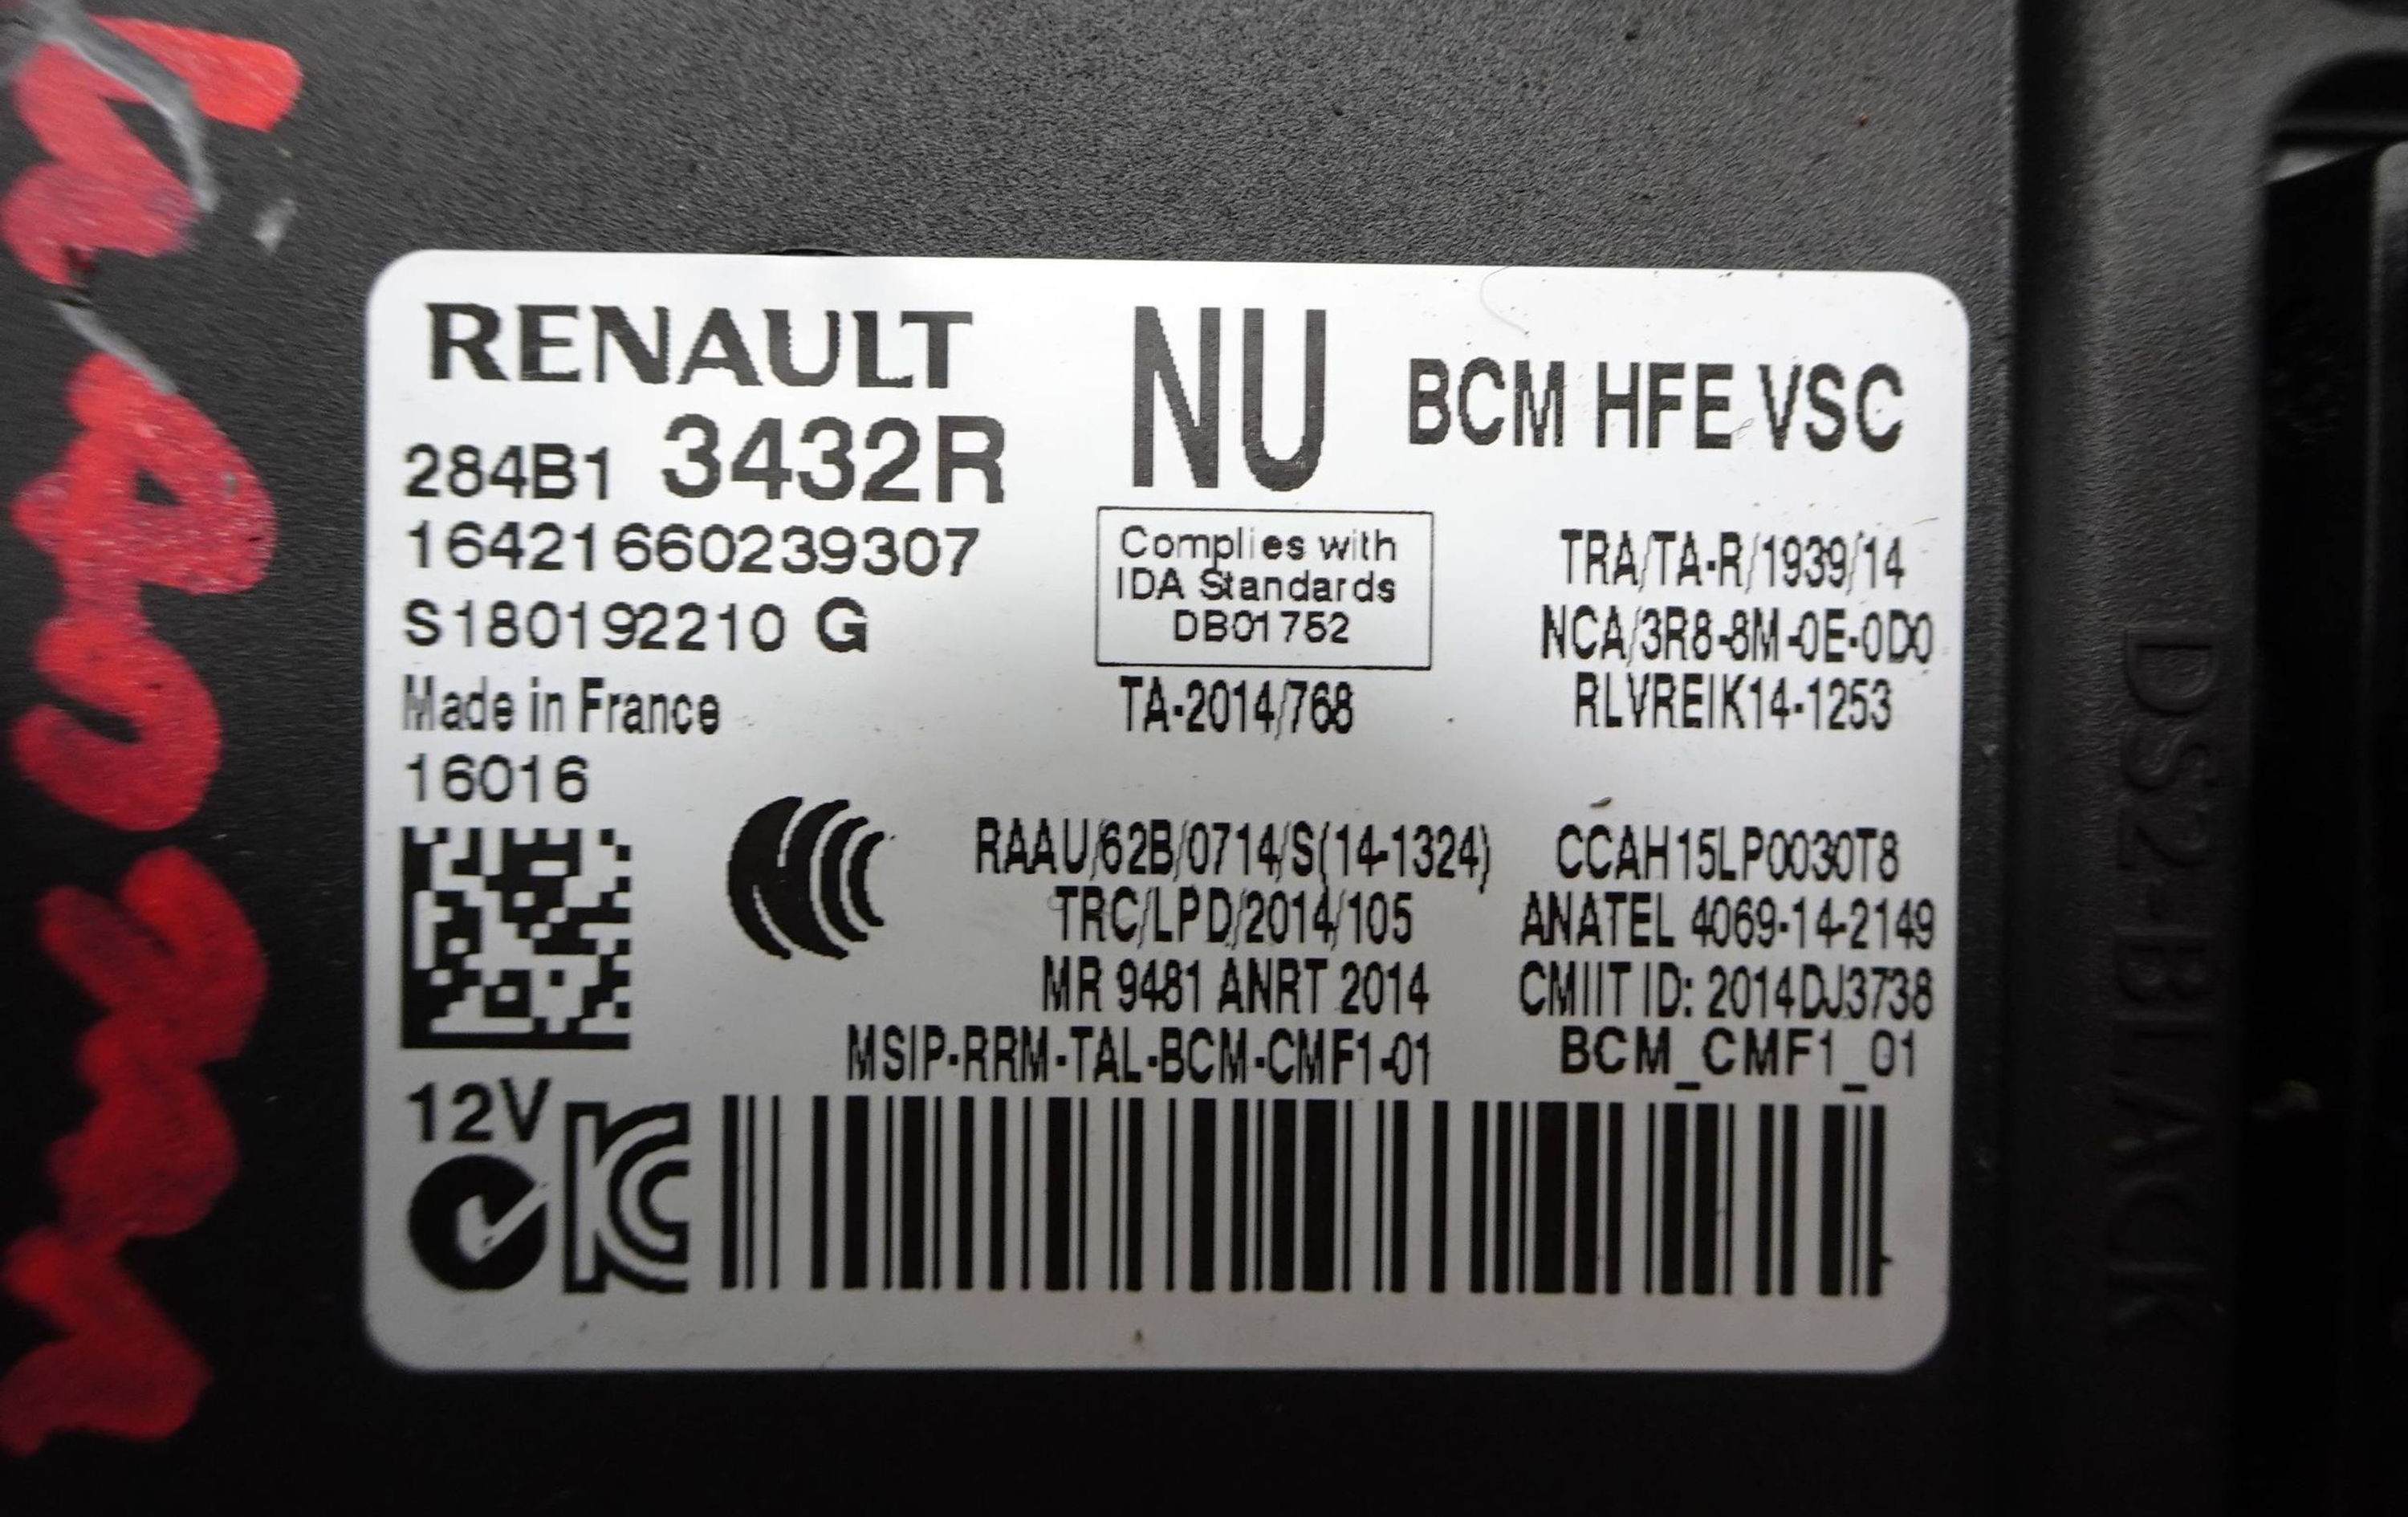 RENAULT
284B1 3432R
16421660239307
S180192210 G
Made in France
16016
12V
NU
BCM HFE VSC
Complies with
IDA Standards
DB01752
TA-2014/768
TRA/TA-R/1939/14
NCA/3R8-8M-0E-0D0
RLVREIK14-1253
RAAU/62B/0714/S(14-1324)
TRC/LPD/2014/105
MR 9481 ANRT 2014
MSIP-RRM-TAL-BCM-CMF1-01
CCAH15LP0030T8
ANATEL 4069-14-2149
CMIIT ID: 2014DJ3738
BCM_CMF1_01
DS2-BLACK